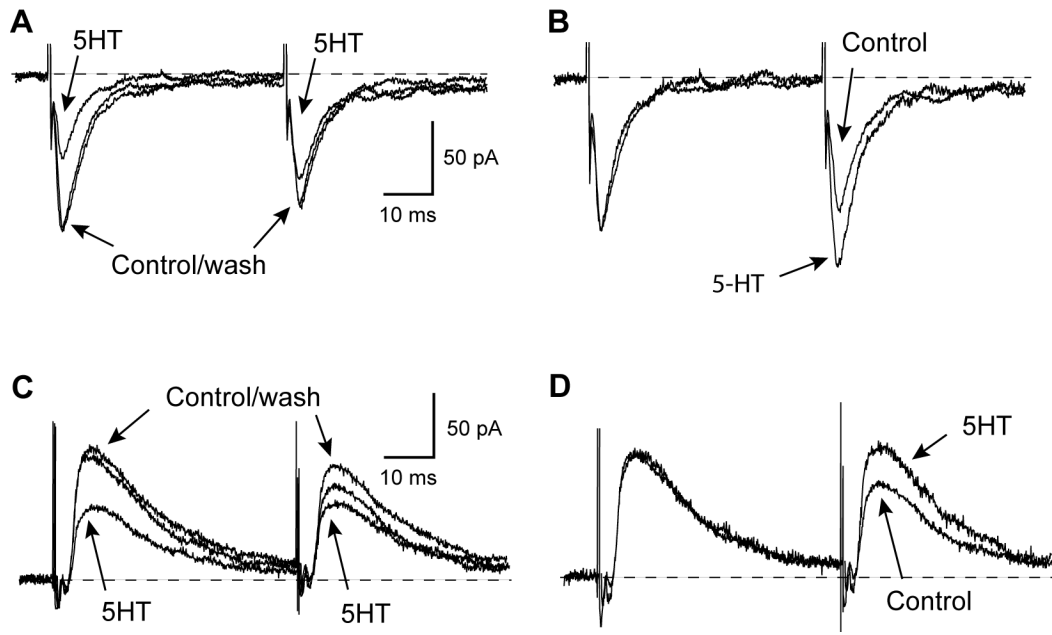 A
5HT
5HT
50 pA
10 ms
Control/wash
B
Control
5-HT
C
Control/wash
50 pA
10 ms
5HT
5HT
D
5HT
Control